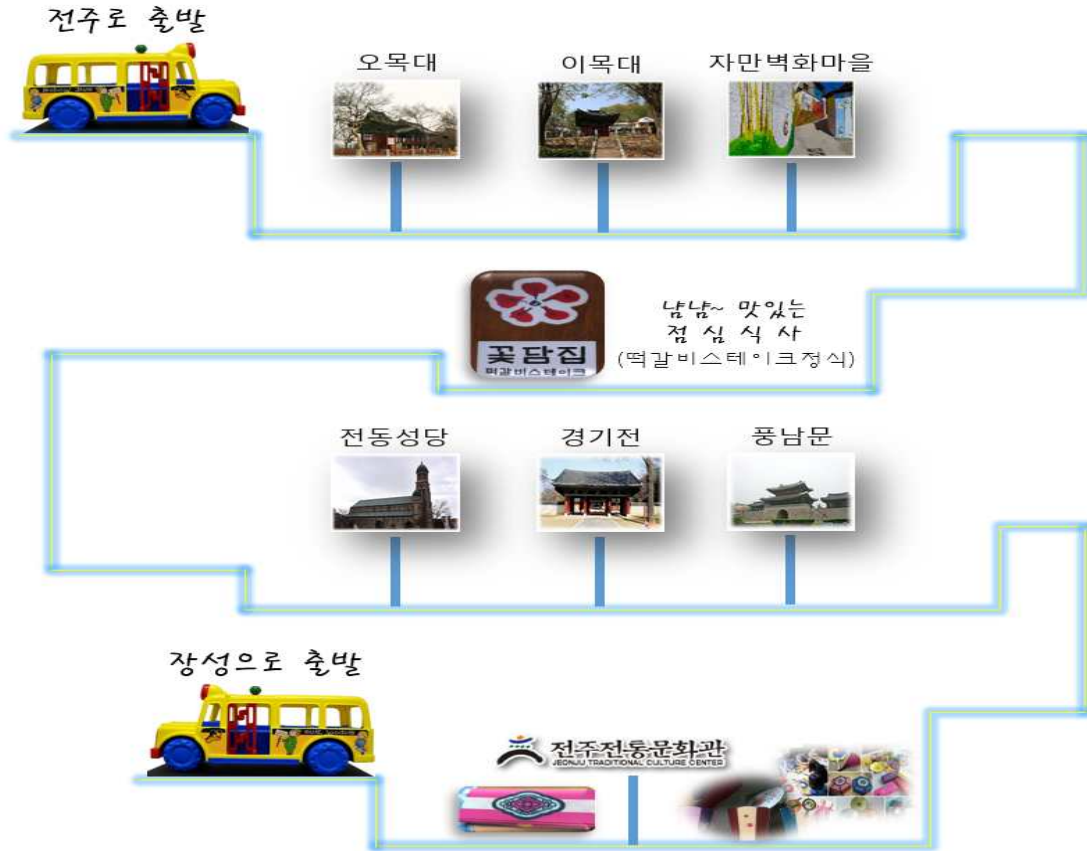 전주로 출발
오목대
이목대
자만벽화마을
냠냠~ 맛있는
점 심 식 사
(떡갈비스테이크정식)
꽃담집
떡갈비스테이크
전동성당
경기전
풍남문
장성으로 출발
전주전통문화관
JEONJU TRADITIONAL CULTURE CENTER